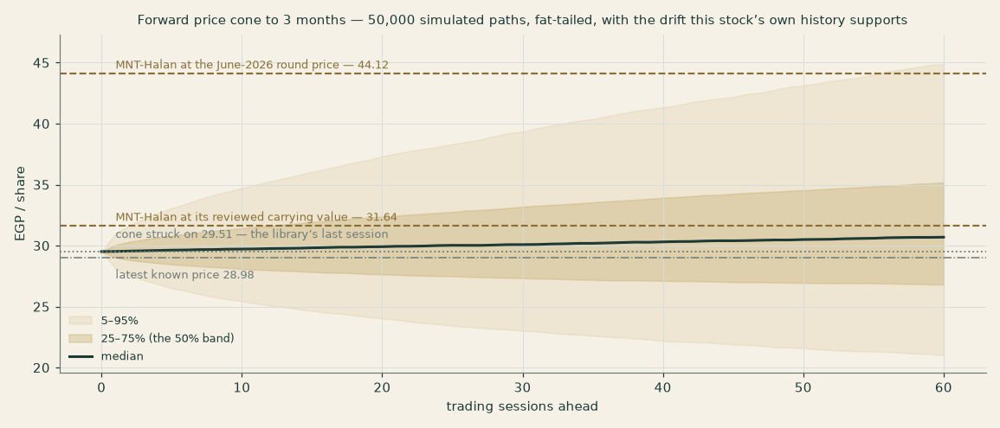 Forward price cone to 3 months — 50,000 simulated paths, fat-tailed, with the drift this stock’s own history supports
EGP / share
45
40
35
30
25
20
MNT-Halan at the June-2026 round price — 44.12
MNT-Halan at its reviewed carrying value — 31.64
cone struck on 29.51 — the library’s last session
latest known price 28.98
5–95%
25–75% (the 50% band)
median
0
10
20
30
40
50
60
trading sessions ahead